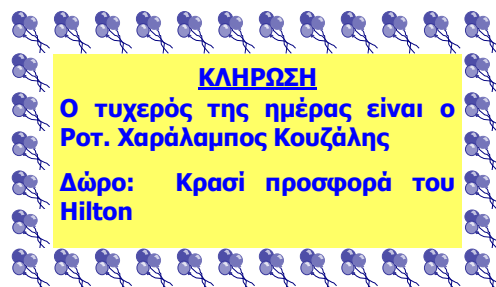 ΚΛΗΡΩΣΗ
Ο τυχερός της ημέρας είναι ο
Ροτ. Χαράλαμπος Κουζάλης
Δώρο: Κρασί προσφορά του
Hilton